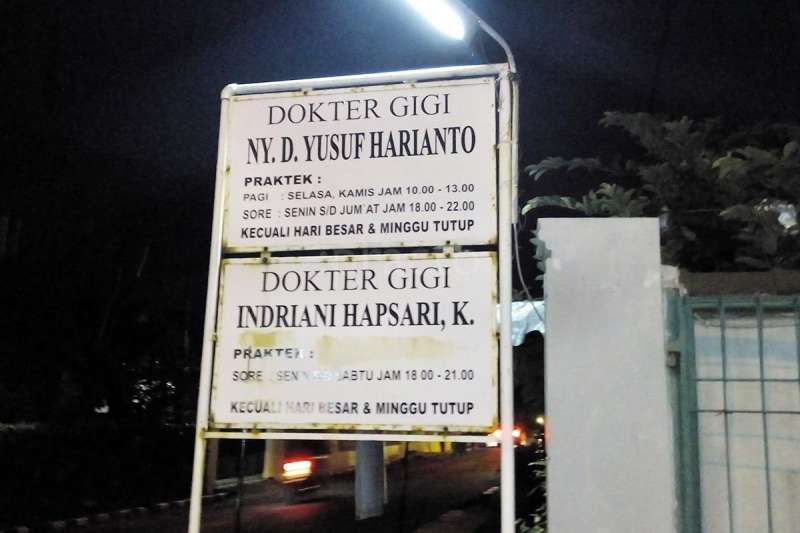 DOKTER GIGI
NY. D. YUSUF HARIANTO
PRAKTEK :
PAGI : SELASA, KAMIS JAM 10.00 - 13.00
SORE : SENIN S/D JUM'AT JAM 18.00 - 22.00
KECUALI HARI BESAR & MINGGU TUTUP
DOKTER GIGI
INDRIANI HAPSARI, K.
PRAKTEK :
SORE : SENIN SABTU JAM 18.00 - 21.00
KECUALI HARI BESAR & MINGGU TUTUP